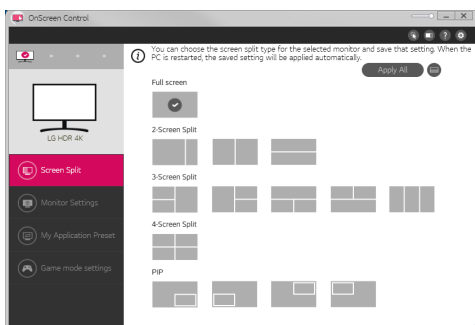 OnScreen Control
You can choose the screen split type for the selected monitor and save that setting. When the
PC is restarted, the saved setting will be applied automatically.
Apply All
Full screen
LG HDR 4K
2-Screen Split
Screen Split
3-Screen Split
Monitor Settings
4-Screen Split
My Application Preset
Game mode settings
PIP